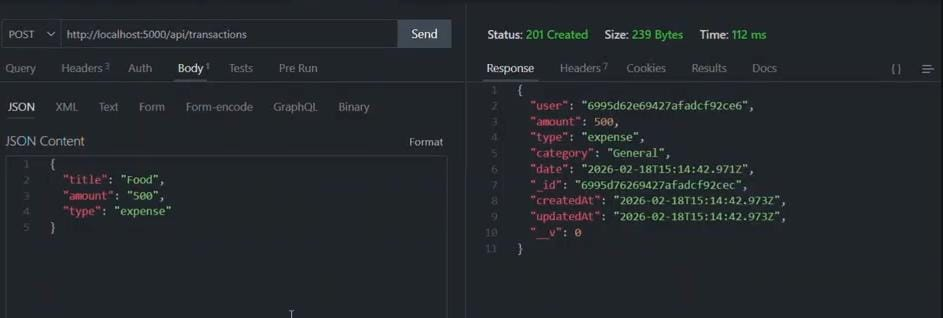 POST http://localhost:5000/api/transactions Send
Query Headers 3 Auth Body 1 Tests Pre Run
JSON XML Text Form Form-encode GraphQL Binary
JSON Content Format
1 {
2 "title": "Food",
3 "amount": "500",
4 "type": "expense"
5 }
Status: 201 Created Size: 239 Bytes Time: 112 ms
Response Headers 7 Cookies Results Docs { }
1 {
2 "user": "6995d62e69427afadcf92ce6",
3 "amount": 500,
4 "type": "expense",
5 "category": "General",
6 "date": "2026-02-18T15:14:42.971Z",
7 "_id": "6995d76269427afadcf92cec",
8 "createdAt": "2026-02-18T15:14:42.973Z",
9 "updatedAt": "2026-02-18T15:14:42.973Z",
10 "__v": 0
11 }